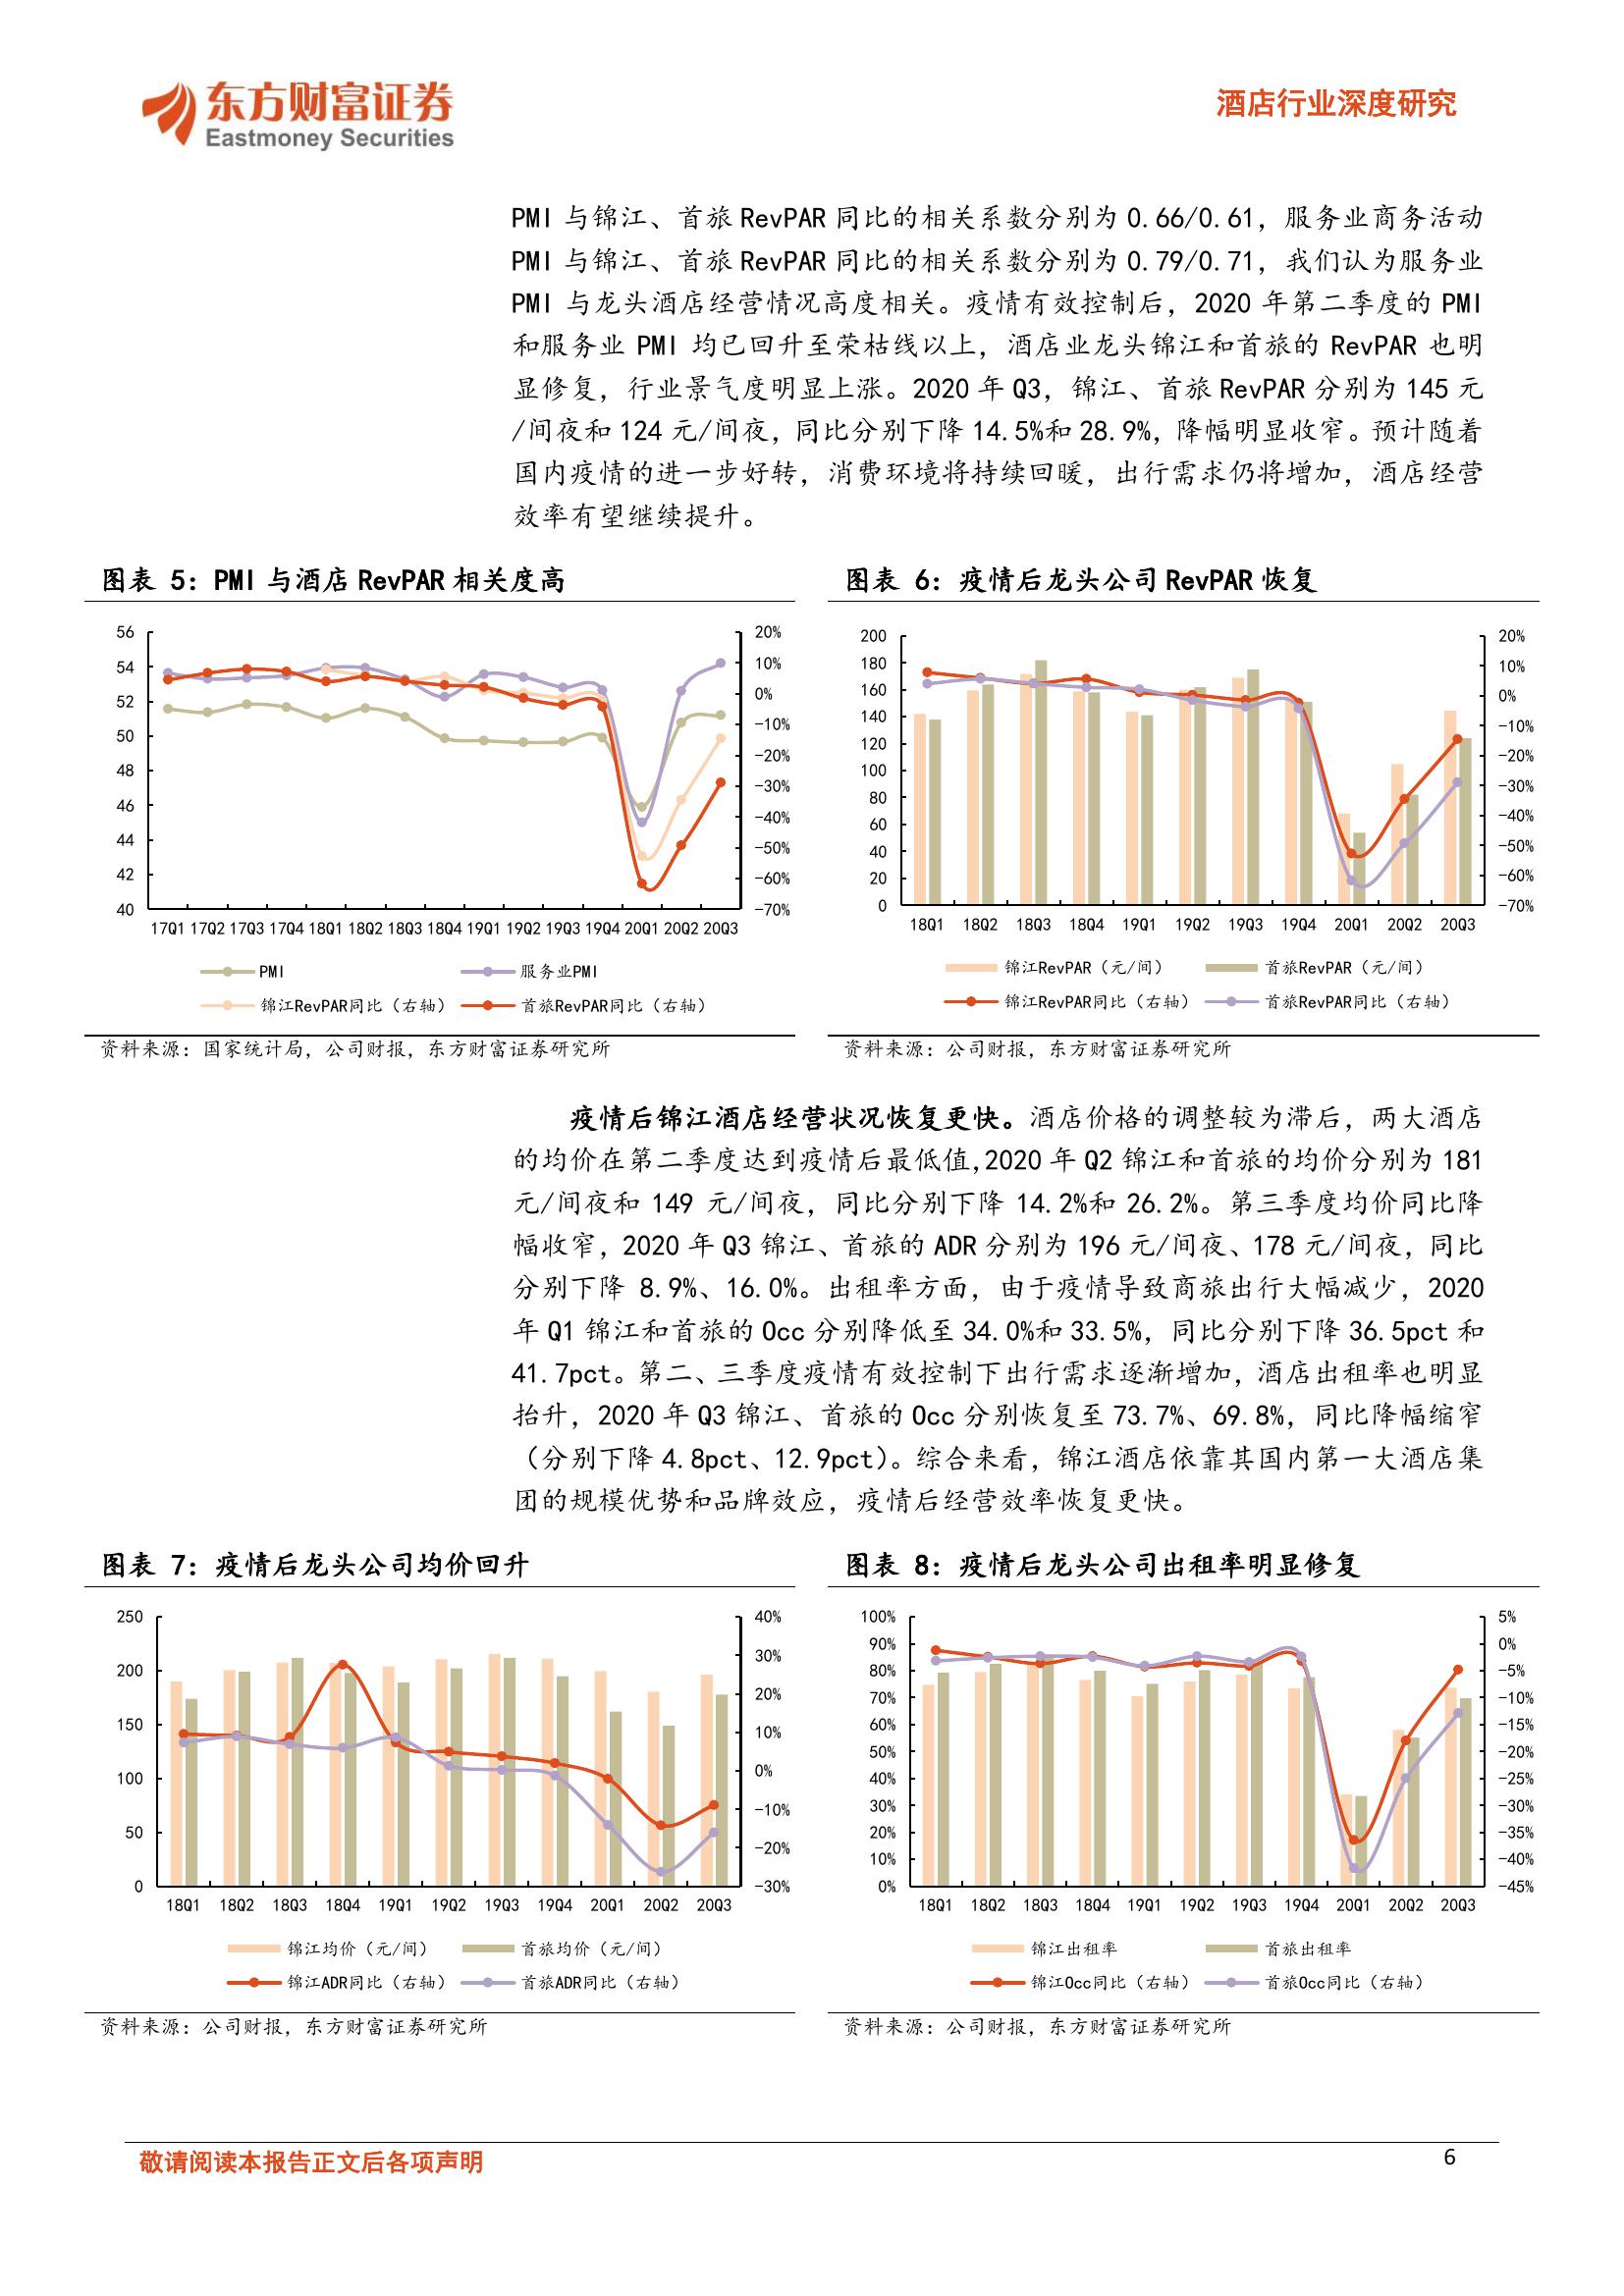 东方财富证券
Eastmoney Securities
酒店行业深度研究
PMI 与锦江、首旅 RevPAR 同比的相关系数分别为 0.66/0.61，服务业商务活动
PMI 与锦江、首旅 RevPAR 同比的相关系数分别为 0.79/0.71，我们认为服务业
PMI 与龙头酒店经营情况高度相关。疫情有效控制后，2020 年第二季度的 PMI
和服务业 PMI 均已回升至荣枯线以上，酒店业龙头锦江和首旅的 RevPAR 也明
显修复，行业景气度明显上涨。2020 年 Q3，锦江、首旅 RevPAR 分别为 145 元
/间夜和 124 元/间夜，同比分别下降 14.5%和 28.9%，降幅明显收窄。预计随着
国内疫情的进一步好转，消费环境将持续回暖，出行需求仍将增加，酒店经营
效率有望继续提升。
图表 5：PMI 与酒店 RevPAR 相关度高
56
54
52
50
48
46
44
42
40
20%
10%
0%
-10%
-20%
-30%
-40%
-50%
-60%
-70%
17Q1 17Q2 17Q3 17Q4 18Q1 18Q2 18Q3 18Q4 19Q1 19Q2 19Q3 19Q4 20Q1 20Q2 20Q3
PMI 服务业PMI
锦江RevPAR同比（右轴） 首旅RevPAR同比（右轴）
资料来源：国家统计局，公司财报，东方财富证券研究所
图表 6：疫情后龙头公司 RevPAR 恢复
200
180
160
140
120
100
80
60
40
20
0
20%
10%
0%
-10%
-20%
-30%
-40%
-50%
-60%
-70%
18Q1 18Q2 18Q3 18Q4 19Q1 19Q2 19Q3 19Q4 20Q1 20Q2 20Q3
锦江RevPAR（元/间） 首旅RevPAR（元/间）
锦江RevPAR同比（右轴） 首旅RevPAR同比（右轴）
资料来源：公司财报，东方财富证券研究所
疫情后锦江酒店经营状况恢复更快。酒店价格的调整较为滞后，两大酒店
的均价在第二季度达到疫情后最低值,2020 年 Q2 锦江和首旅的均价分别为 181
元/间夜和 149 元/间夜，同比分别下降 14.2%和 26.2%。第三季度均价同比降
幅收窄，2020 年 Q3 锦江、首旅的 ADR 分别为 196 元/间夜、178 元/间夜，同比
分别下降 8.9%、16.0%。出租率方面，由于疫情导致商旅出行大幅减少，2020
年 Q1 锦江和首旅的 Occ 分别降低至 34.0%和 33.5%，同比分别下降 36.5pct 和
41.7pct。第二、三季度疫情有效控制下出行需求逐渐增加，酒店出租率也明显
抬升，2020 年 Q3 锦江、首旅的 Occ 分别恢复至 73.7%、69.8%，同比降幅缩窄
（分别下降 4.8pct、12.9pct）。综合来看，锦江酒店依靠其国内第一大酒店集
团的规模优势和品牌效应，疫情后经营效率恢复更快。
图表 7：疫情后龙头公司均价回升
250
200
150
100
50
0
40%
30%
20%
10%
0%
-10%
-20%
-30%
18Q1 18Q2 18Q3 18Q4 19Q1 19Q2 19Q3 19Q4 20Q1 20Q2 20Q3
锦江均价（元/间） 首旅均价（元/间）
锦江ADR同比（右轴） 首旅ADR同比（右轴）
资料来源：公司财报，东方财富证券研究所
图表 8：疫情后龙头公司出租率明显修复
100%
90%
80%
70%
60%
50%
40%
30%
20%
10%
0%
5%
0%
-5%
-10%
-15%
-20%
-25%
-30%
-35%
-40%
-45%
18Q1 18Q2 18Q3 18Q4 19Q1 19Q2 19Q3 19Q4 20Q1 20Q2 20Q3
锦江出租率 首旅出租率
锦江Occ同比（右轴） 首旅Occ同比（右轴）
资料来源：公司财报，东方财富证券研究所
敬请阅读本报告正文后各项声明
6